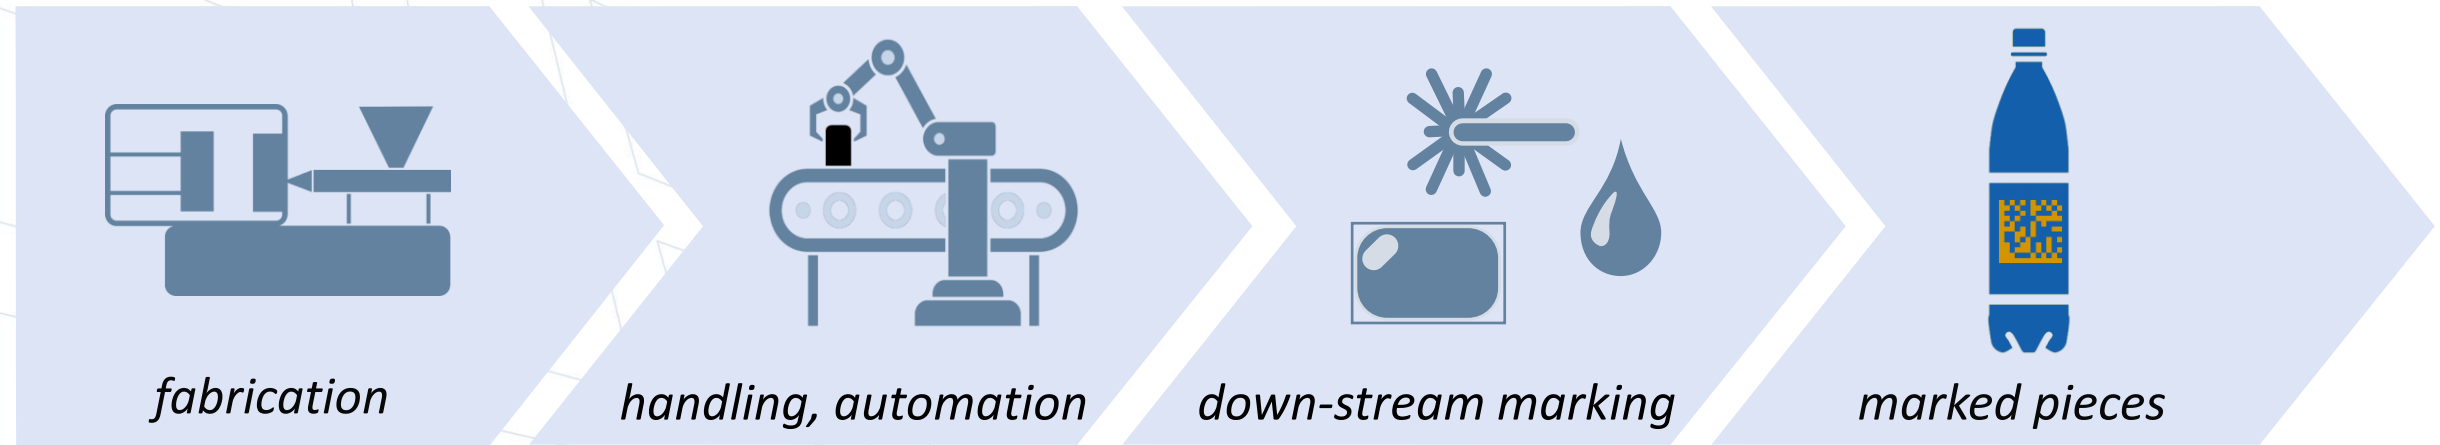 fabrication
handling, automation
down-stream marking
marked pieces